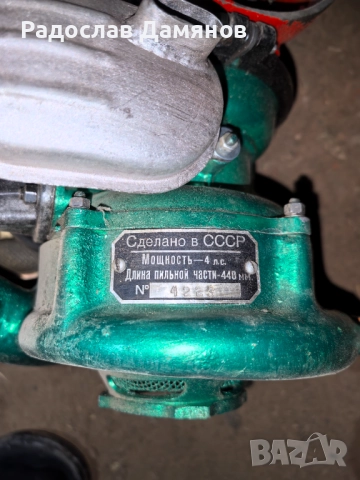 Радослав Дамянов
Сделано в СССР
Мощность — 4 л.с.
Длина пильной части-440 мм
№
BAZAR